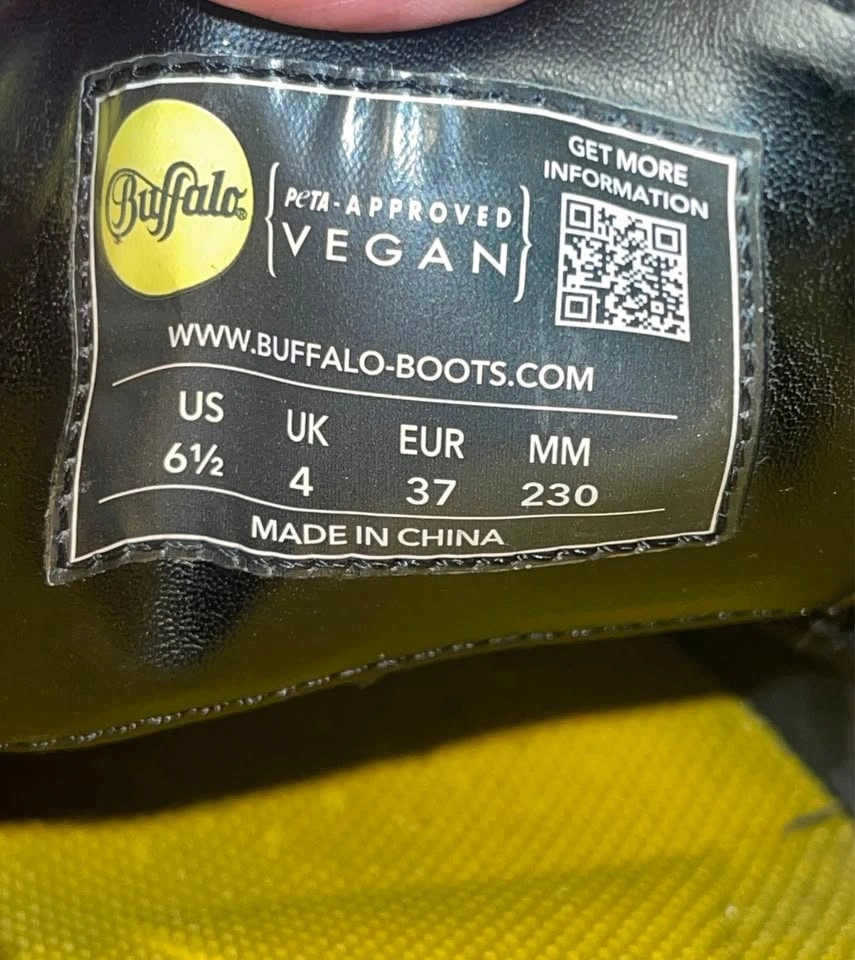 Buffalo®
PETA-APPROVED
VEGAN
GET MORE
INFORMATION
WWW.BUFFALO-BOOTS.COM
US UK EUR MM
6½ 4 37 230
MADE IN CHINA